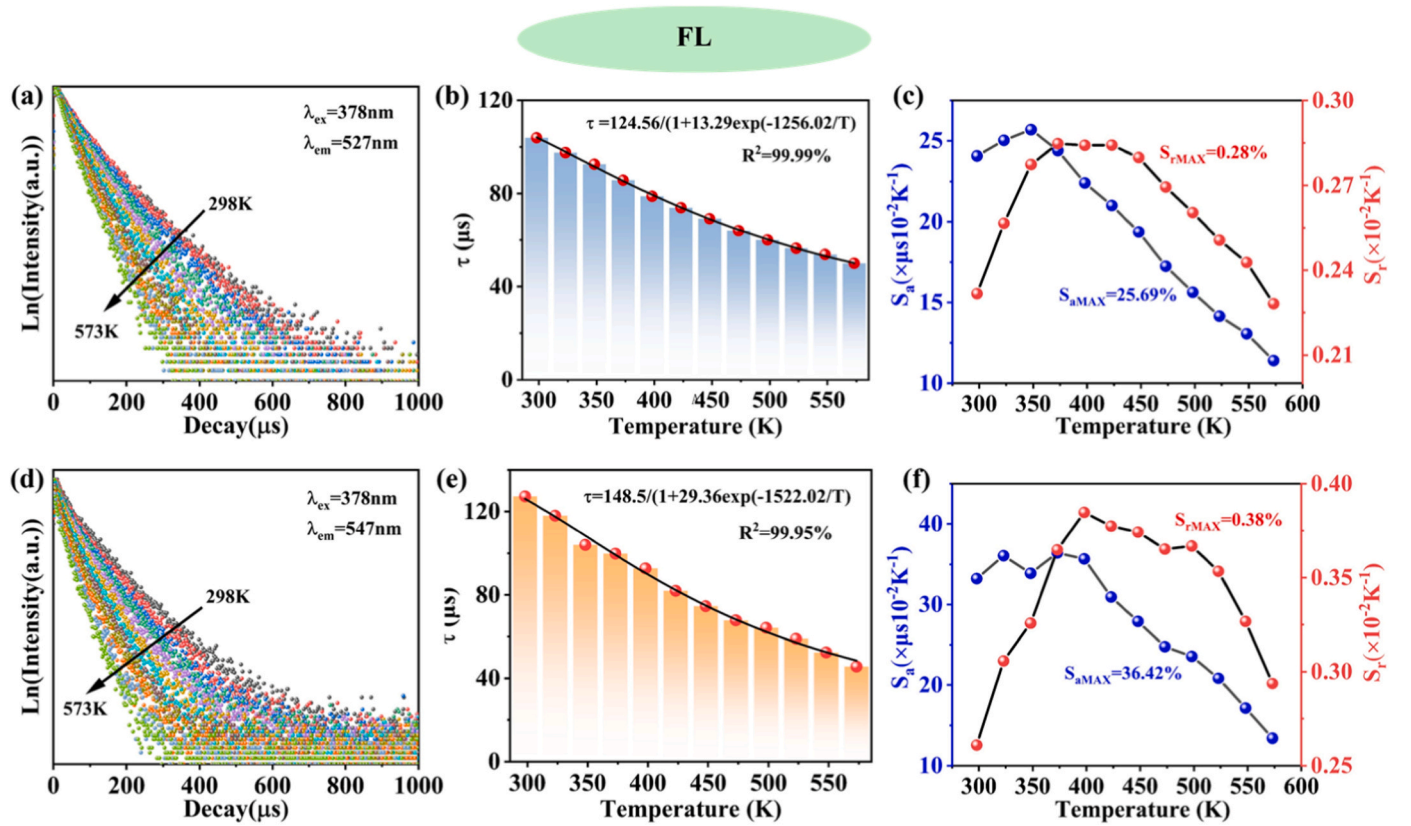 FL
(a)
λex=378nm
λem=527nm
298K
573K
Ln(Intensity(a.u.))
0 200 400 600 800 1000
Decay(μs)
(b)
τ =124.56/(1+13.29exp(-1256.02/T)
R²=99.99%
τ (μs)
120
80
40
0
300 350 400 450 500 550
Temperature (K)
(c)
SrMAX=0.28%
SaMAX=25.69%
Sa(×μs10⁻²K⁻¹)
25
20
15
10
Sr(×10⁻²K⁻¹)
0.30
0.27
0.24
0.21
300 350 400 450 500 550 600
Temperature (K)
(d)
λex=378nm
λem=547nm
298K
573K
Ln(Intensity(a.u.))
0 200 400 600 800 1000
Decay(μs)
(e)
τ=148.5/(1+29.36exp(-1522.02/T)
R²=99.95%
τ (μs)
120
80
40
0
300 350 400 450 500 550
Temperature (K)
(f)
SrMAX=0.38%
SaMAX=36.42%
Sa(×μs10⁻²K⁻¹)
40
30
20
10
Sr(×10⁻²K⁻¹)
0.40
0.35
0.30
0.25
300 350 400 450 500 550 600
Temperature (K)